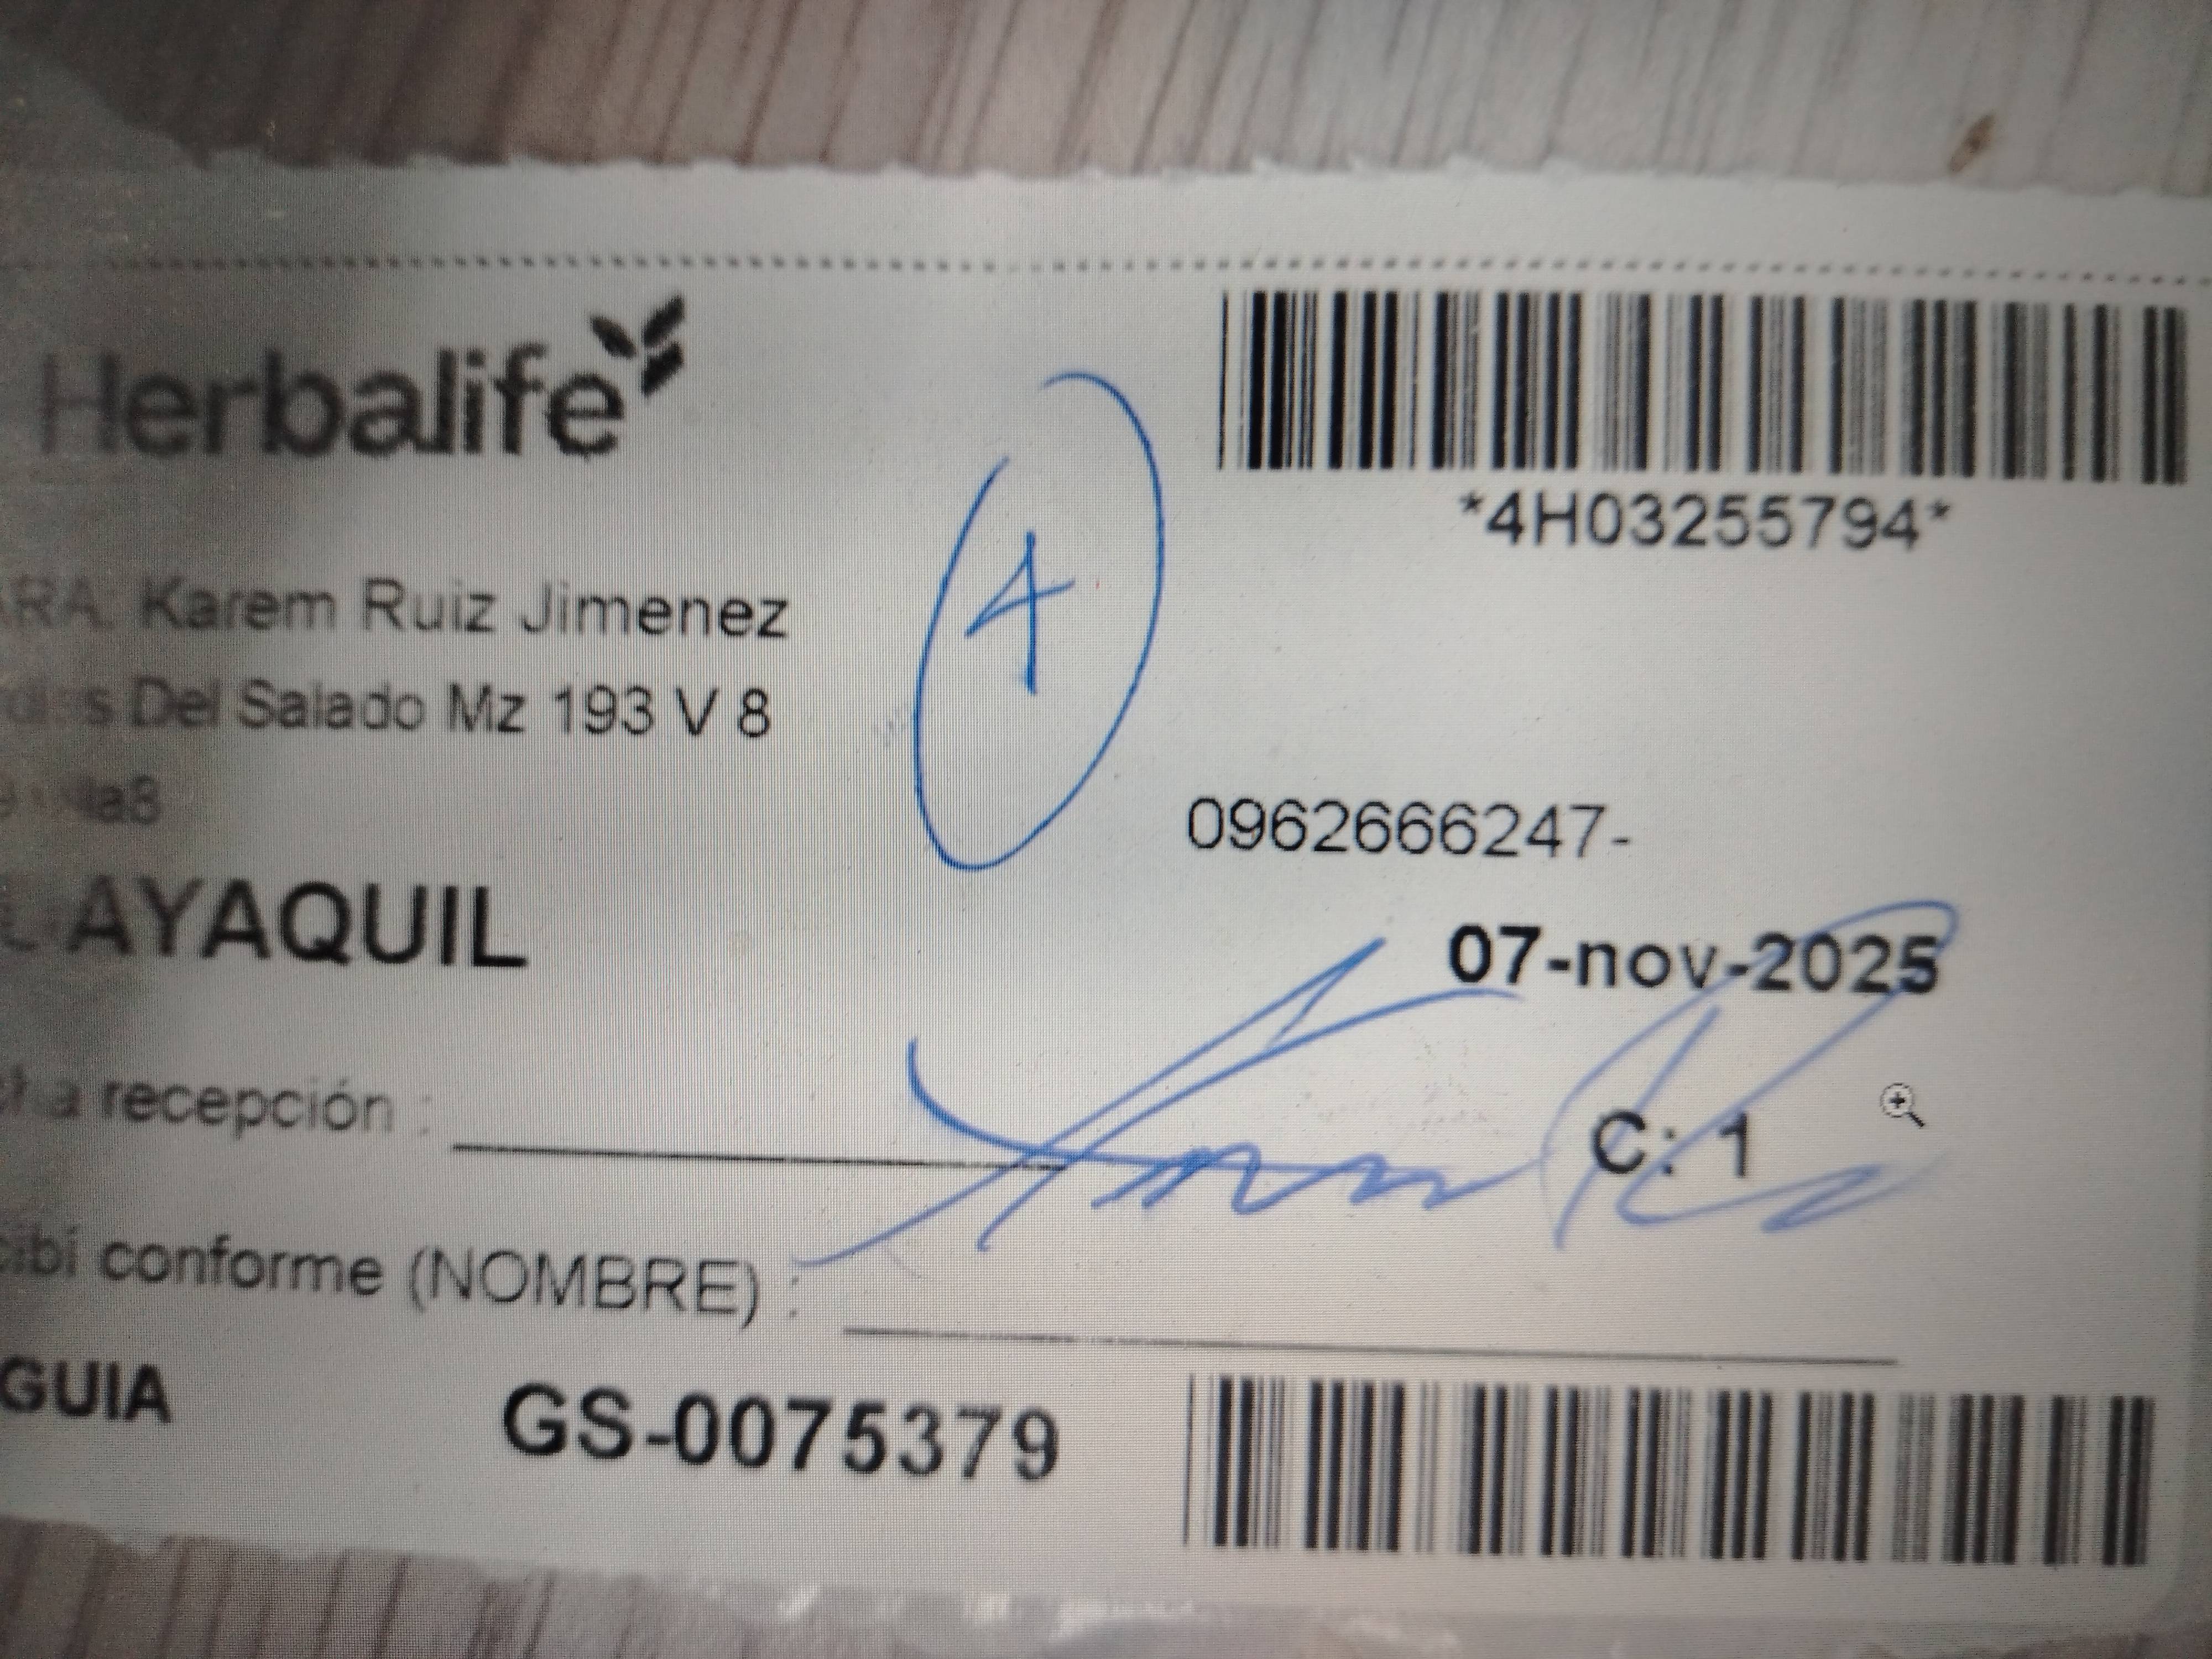 Herbalife
*4H03255794*
4
Karem Ruiz Jimenez
Del Salado Mz 193 V 8
0962666247-
AYAQUIL
07-nov-2025
a recepción :
C: 1
conforme (NOMBRE) :
GUIA GS-0075379